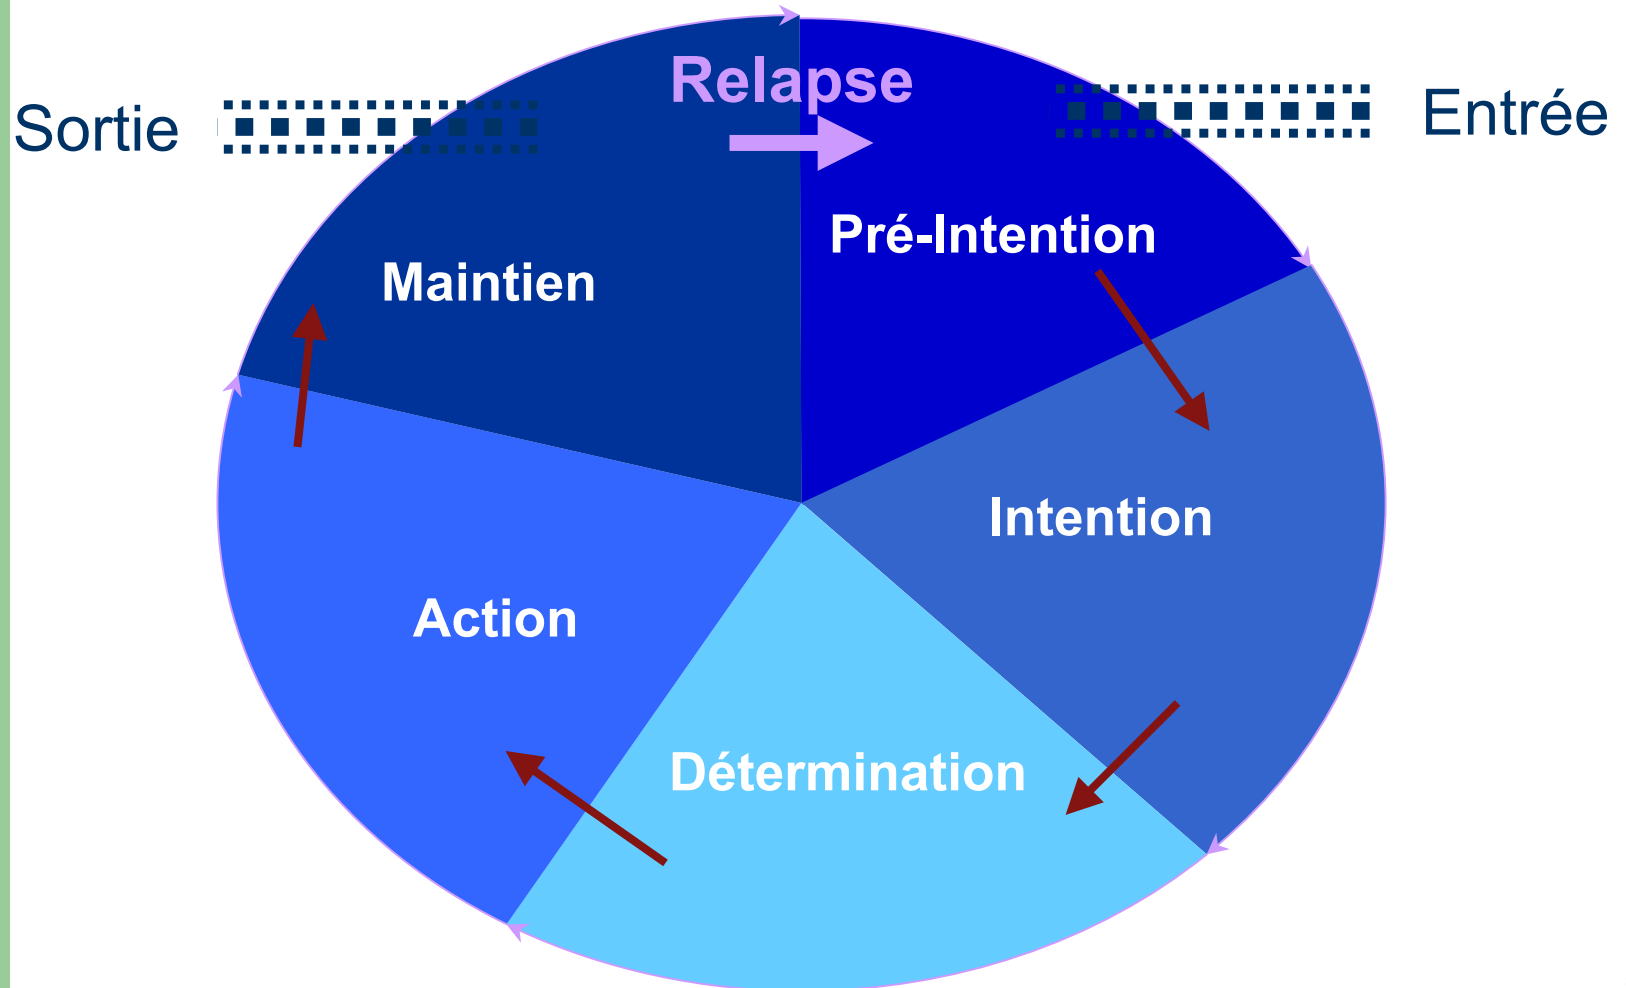 Relapse
Sortie
Entrée
Pré-Intention
Maintien
Intention
Action
Détermination